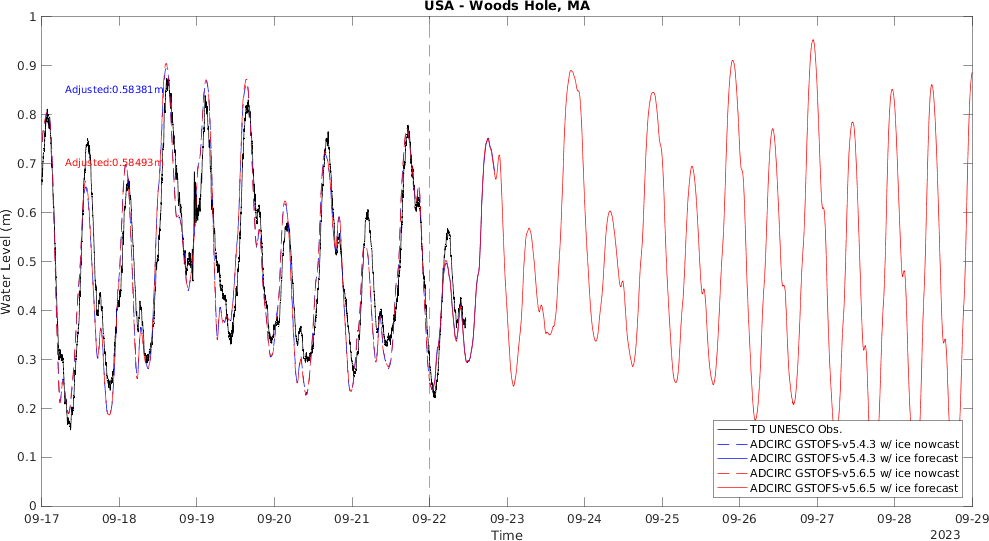 USA - Woods Hole, MA
1
0.9
0.8
0.7
0.6
0.5
0.4
0.3
0.2
0.1
0
Water Level (m)
Adjusted:0.58381m
Adjusted:0.58493m
TD UNESCO Obs.
ADCIRC GSTOFS-v5.4.3 w/ ice nowcast
ADCIRC GSTOFS-v5.4.3 w/ ice forecast
ADCIRC GSTOFS-v5.6.5 w/ ice nowcast
ADCIRC GSTOFS-v5.6.5 w/ ice forecast
09-17 09-18 09-19 09-20 09-21 09-22 09-23 09-24 09-25 09-26 09-27 09-28 09-29
Time
2023